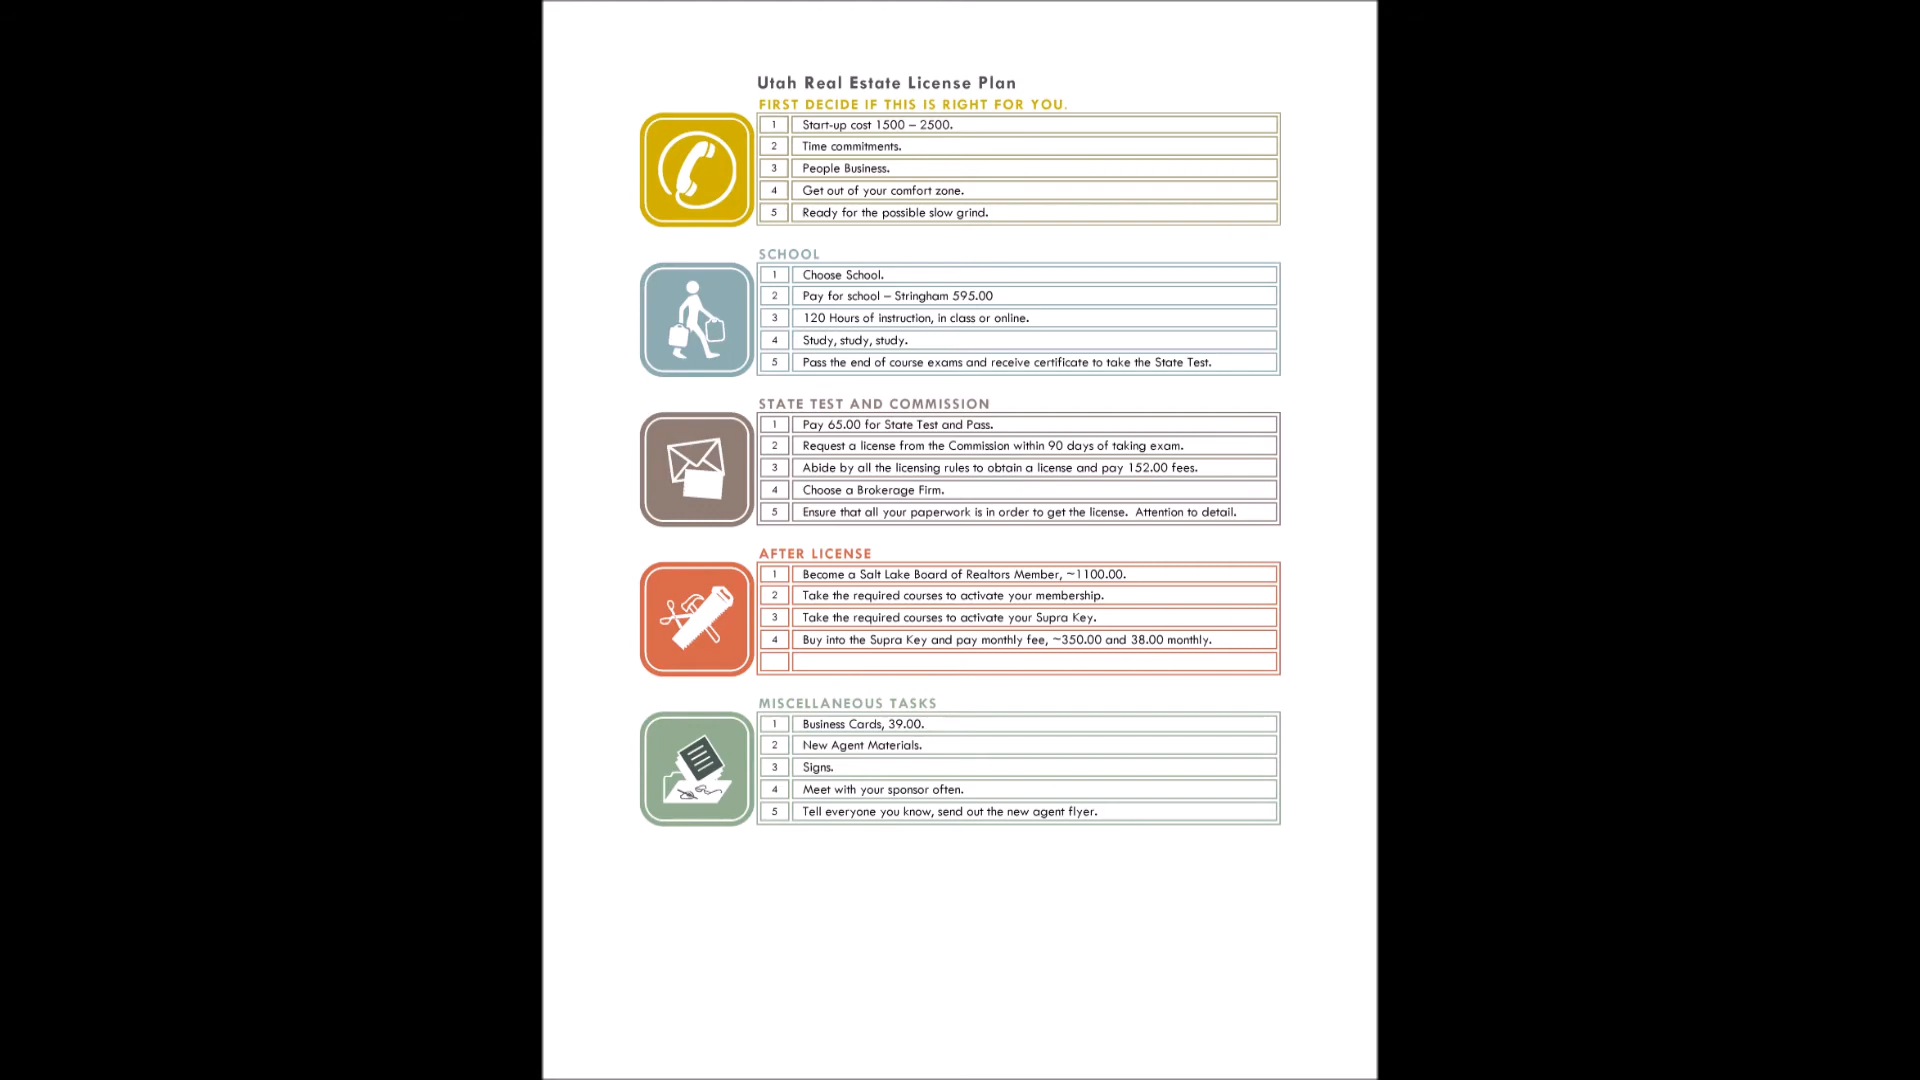 Utah Real Estate License Plan
FIRST DECIDE IF THIS IS RIGHT FOR YOU.
1 Start-up cost 1500 – 2500.
2 Time commitments.
3 People Business.
4 Get out of your comfort zone.
5 Ready for the possible slow grind.
SCHOOL
1 Choose School.
2 Pay for school – Stringham 595.00
3 120 Hours of instruction, in class or online.
4 Study, study, study.
5 Pass the end of course exams and receive certificate to take the State Test.
STATE TEST AND COMMISSION
1 Pay 65.00 for State Test and Pass.
2 Request a license from the Commission within 90 days of taking exam.
3 Abide by all the licensing rules to obtain a license and pay 152.00 fees.
4 Choose a Brokerage Firm.
5 Ensure that all your paperwork is in order to get the license. Attention to detail.
AFTER LICENSE
1 Become a Salt Lake Board of Realtors Member, ~1100.00.
2 Take the required courses to activate your membership.
3 Take the required courses to activate your Supra Key.
4 Buy into the Supra Key and pay monthly fee, ~350.00 and 38.00 monthly.
MISCELLANEOUS TASKS
1 Business Cards, 39.00.
2 New Agent Materials.
3 Signs.
4 Meet with your sponsor often.
5 Tell everyone you know, send out the new agent flyer.